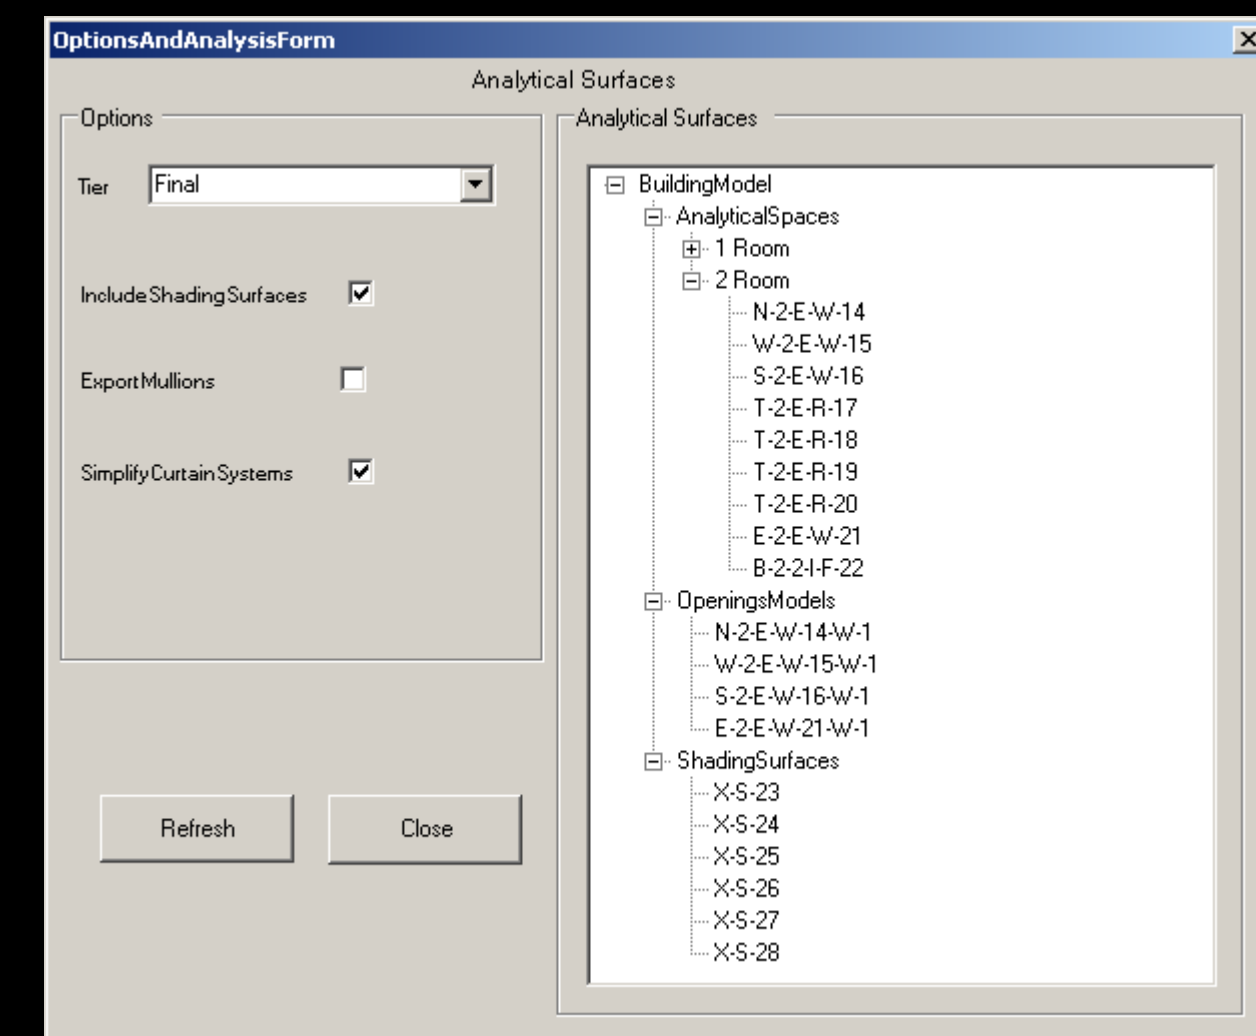 OptionsAndAnalysisForm
Analytical Surfaces
Options
Tier Final
IncludeShadingSurfaces
ExportMullions
SimplifyCurtainSystems
Refresh Close
Analytical Surfaces
BuildingModel
AnalyticalSpaces
1 Room
2 Room
N-2-E-W-14
W-2-E-W-15
S-2-E-W-16
T-2-E-R-17
T-2-E-R-18
T-2-E-R-19
T-2-E-R-20
E-2-E-W-21
B-2-2-I-F-22
OpeningsModels
N-2-E-W-14-W-1
W-2-E-W-15-W-1
S-2-E-W-16-W-1
E-2-E-W-21-W-1
ShadingSurfaces
X-S-23
X-S-24
X-S-25
X-S-26
X-S-27
X-S-28